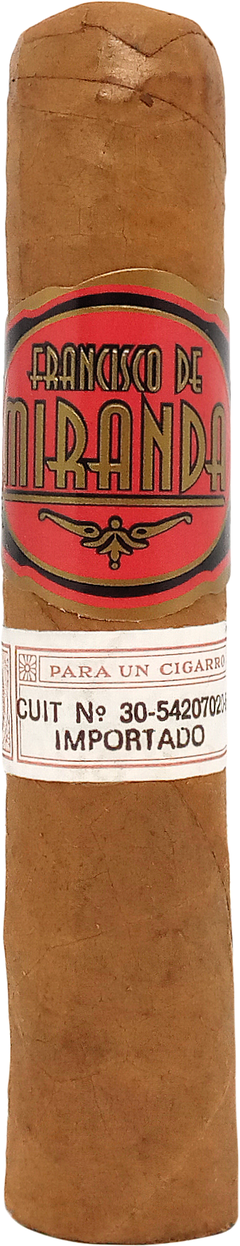 FRANCISCO DE
MIRANDA
PARA UN CIGARRO
CUIT Nº 30-5420702
IMPORTADO